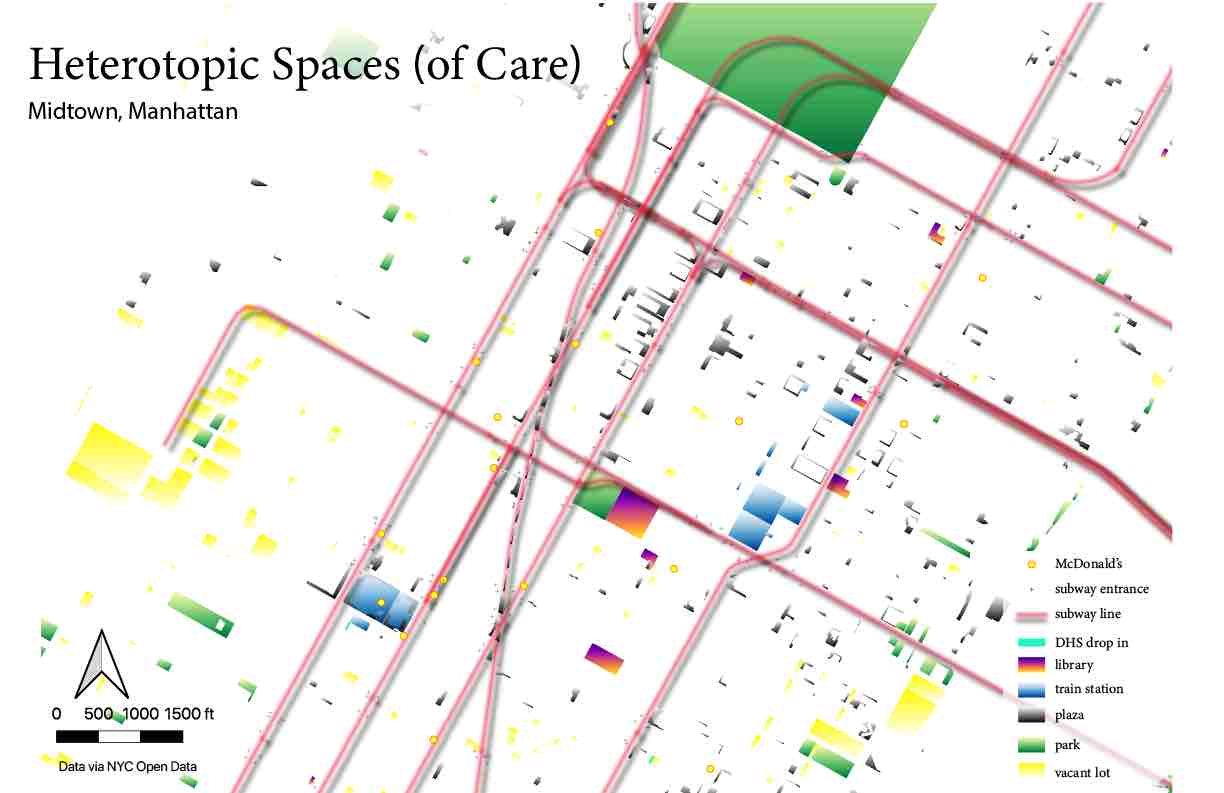 Heterotopic Spaces (of Care)
Midtown, Manhattan
McDonald's
subway entrance
subway line
DHS drop in
library
train station
plaza
park
vacant lot
0 500 1000 1500 ft
Data via NYC Open Data